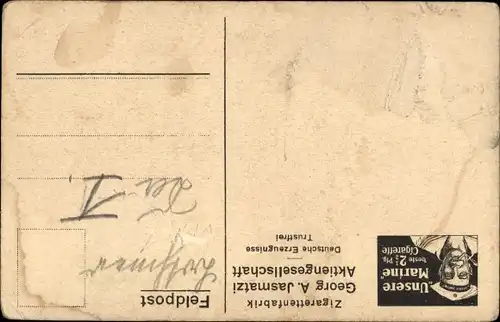 Feldpost
Zigarettenfabrik
Georg A. Jasmatzi
Aktiengesellschaft
Deutsche Erzeugnisse
Trustfrei
„Unsere
Marine"
beste 2½ Pfg.
Cigarette